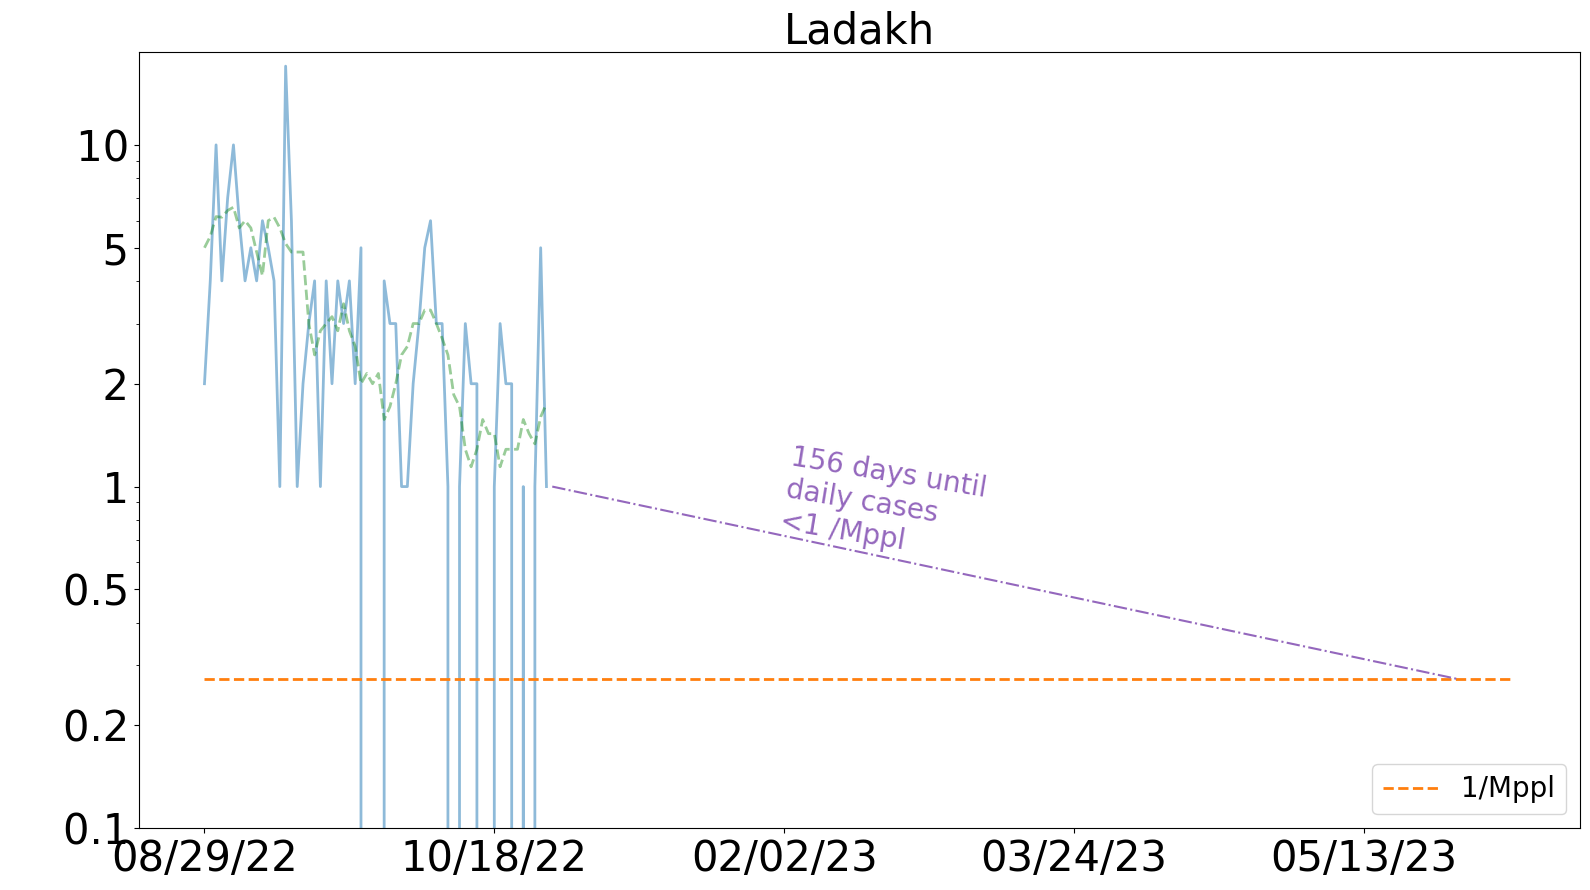 Ladakh
10
5
2
1
0.5
0.2
0.1
156 days until
daily cases
<1 /Mppl
1/Mppl
08/29/22
10/18/22
02/02/23
03/24/23
05/13/23